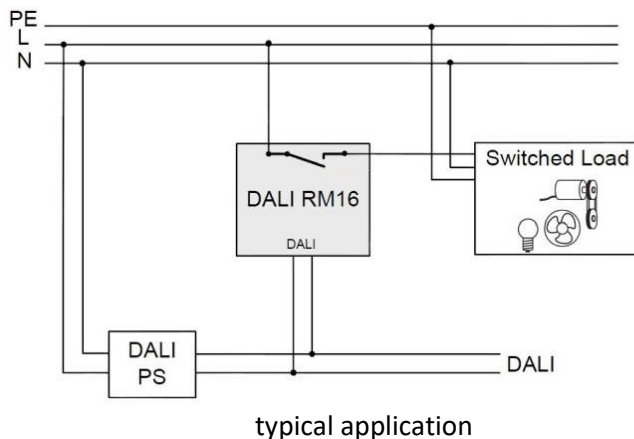 PE
L
N
Switched Load
DALI RM16
DALI
DALI
PS
DALI
typical application